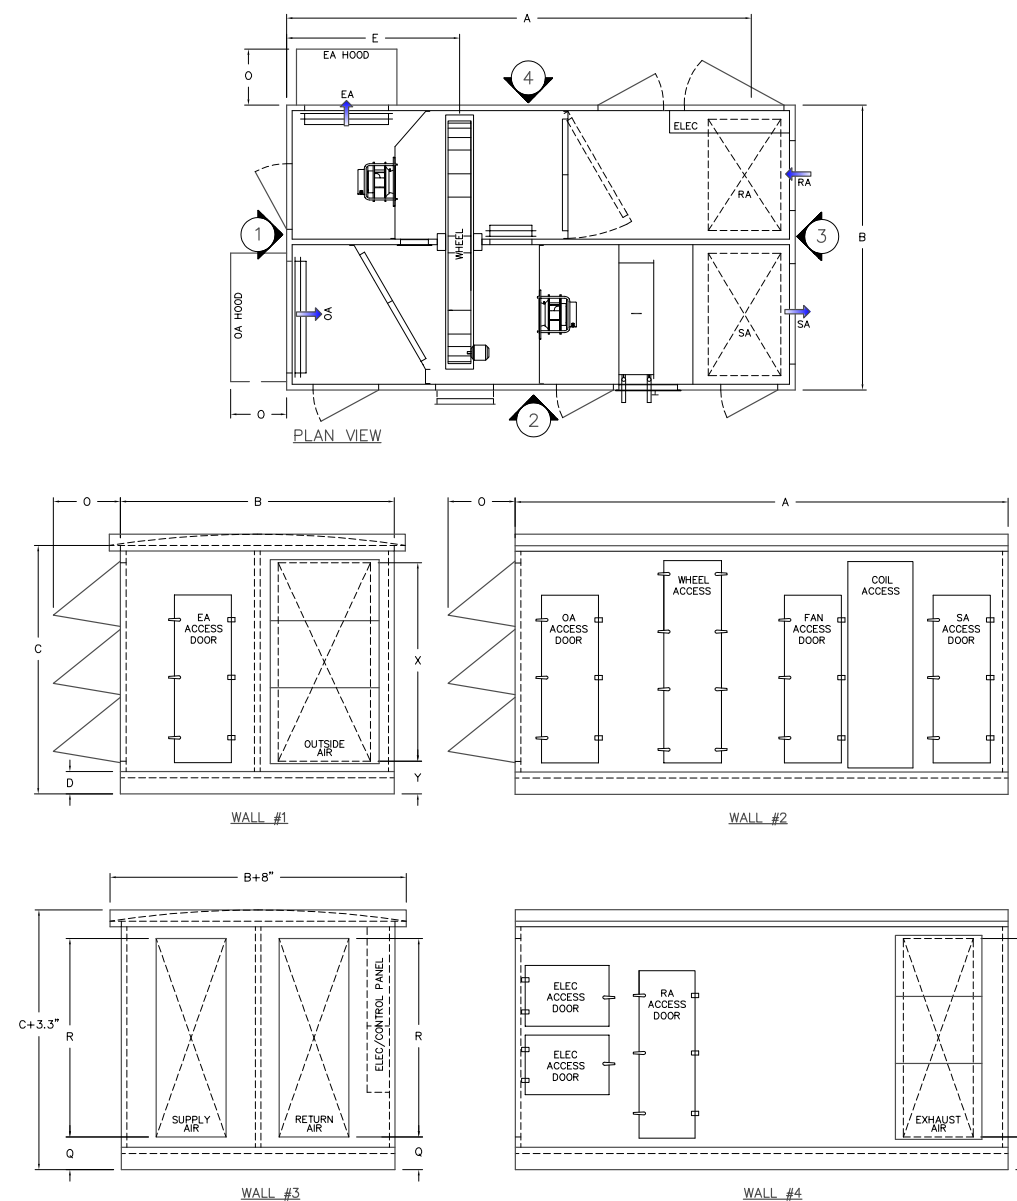 A
E
EA HOOD
O
EA
4
ELEC
RA
RA
1
WHEEL
3
B
OA HOOD
OA
SA
SA
O
2
PLAN VIEW
O
B
O
A
EA
ACCESS
DOOR
OUTSIDE
AIR
C
X
D
Y
WALL #1
OA
ACCESS
DOOR
WHEEL
ACCESS
FAN
ACCESS
DOOR
COIL
ACCESS
SA
ACCESS
DOOR
WALL #2
B+8"
C+3.3"
R
ELEC/CONTROL PANEL
R
SUPPLY
AIR
RETURN
AIR
Q
Q
WALL #3
ELEC
ACCESS
DOOR
ELEC
ACCESS
DOOR
RA
ACCESS
DOOR
EXHAUST
AIR
WALL #4